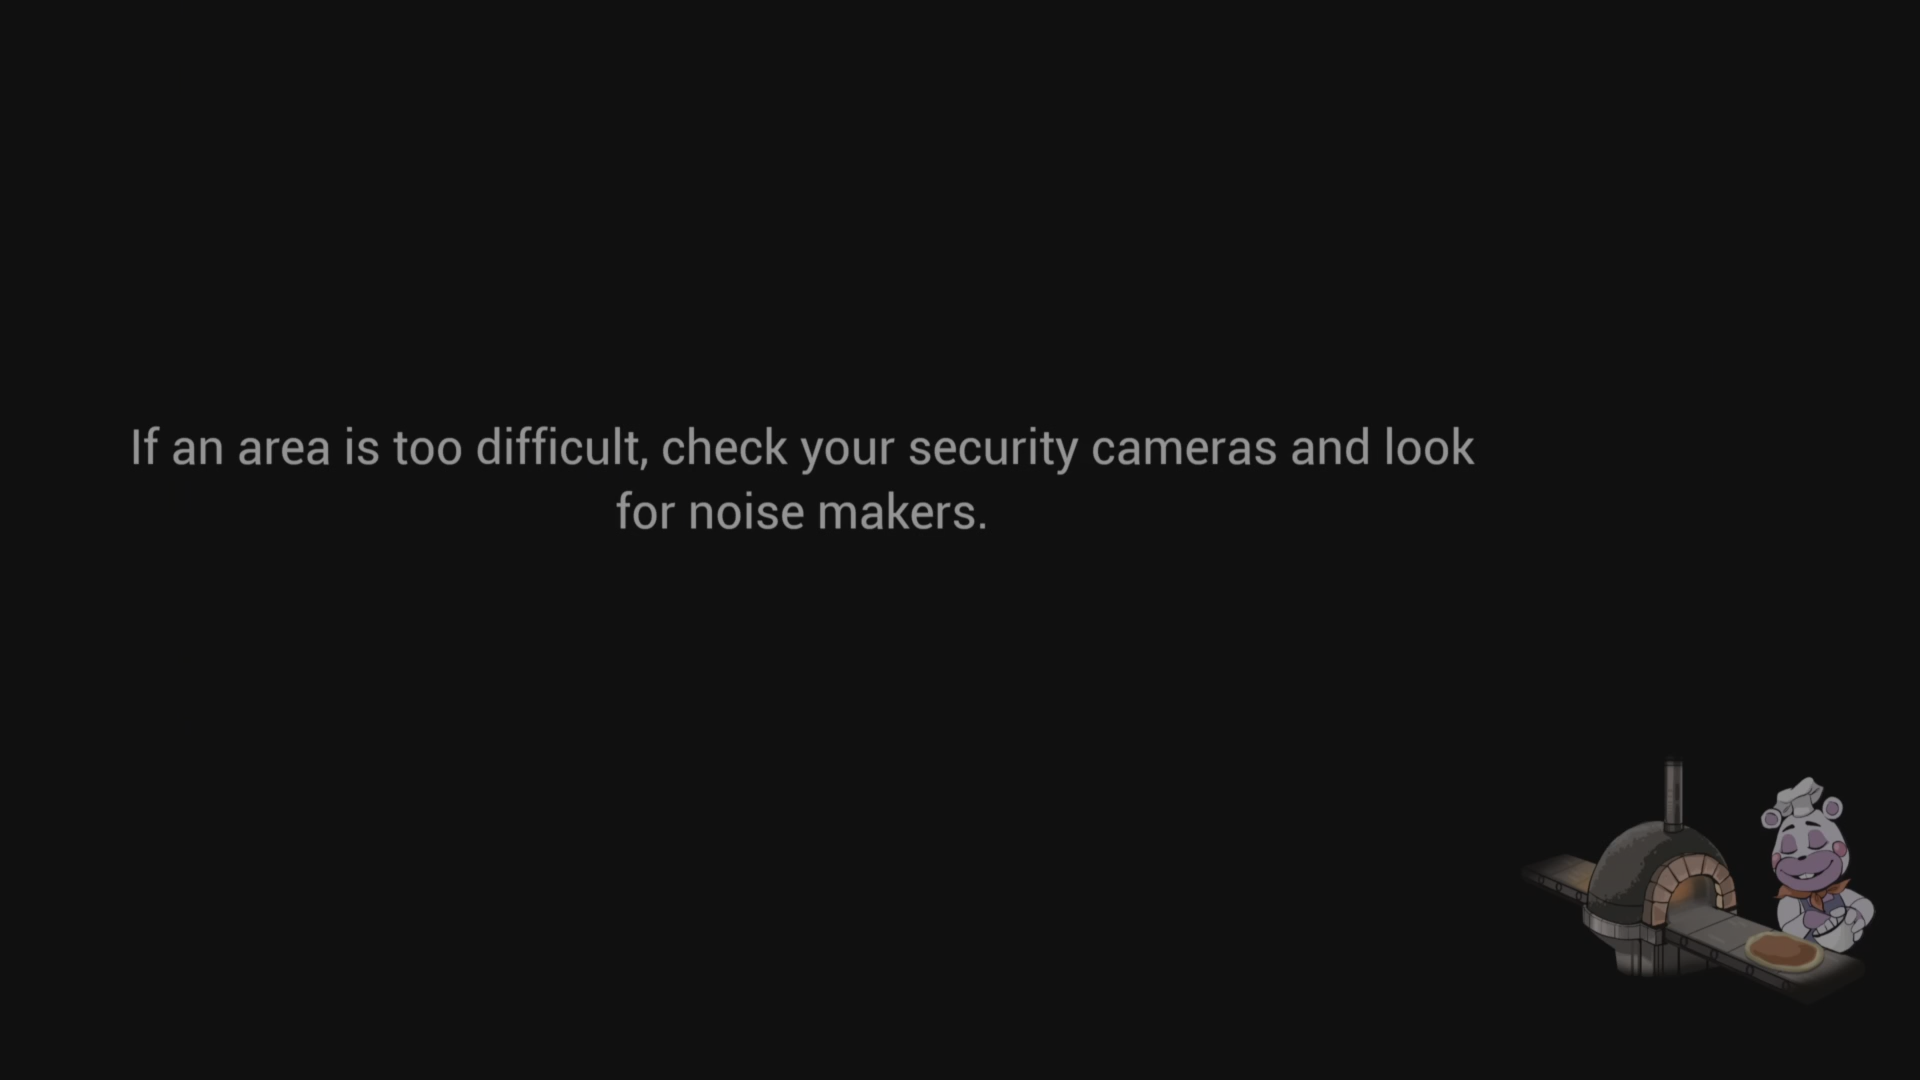 If an area is too difficult, check your security cameras and look
for noise makers.